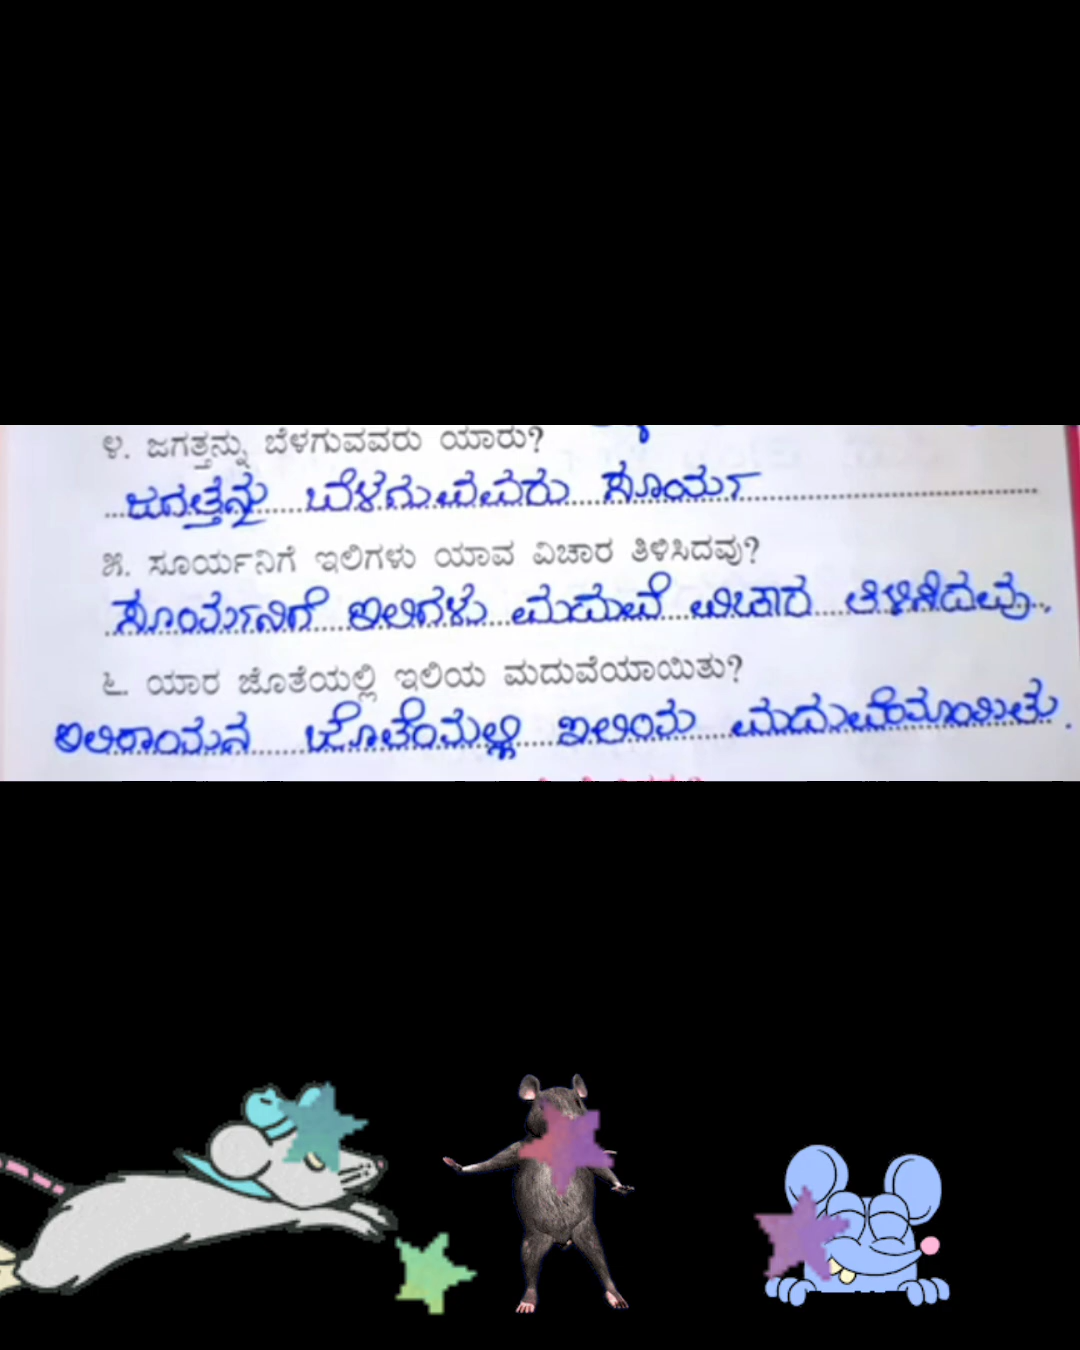 ೪. ಜಗತ್ತನ್ನು ಬೆಳಗುವವರು ಯಾರು?
ಜಗತ್ತನ್ನು ಬೆಳಗುವವರು ಸೂರ್ಯ
೫. ಸೂರ್ಯನಿಗೆ ಇಲಿಗಳು ಯಾವ ವಿಚಾರ ತಿಳಿಸಿದವು?
ಸೂರ್ಯನಿಗೆ ಇಲಿಗಳು ಮದುವೆ ವಿಚಾರ ತಿಳಿಸಿದವು.
೬. ಯಾರ ಜೊತೆಯಲ್ಲಿ ಇಲಿಯ ಮದುವೆಯಾಯಿತು?
ಇಲಿರಾಯನ ಜೊತೆಯಲ್ಲಿ ಇಲಿಯ ಮದುವೆಯಾಯಿತು.